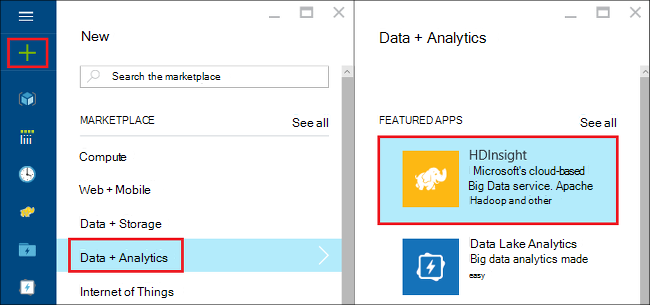 New
Search the marketplace
MARKETPLACE
See all
Compute
Web + Mobile
Data + Storage
Data + Analytics
Internet of Things
Data + Analytics
FEATURED APPS
See all
HDInsight
Microsoft's cloud-based
Big Data service. Apache
Hadoop and other
Data Lake Analytics
Big data analytics made
easy